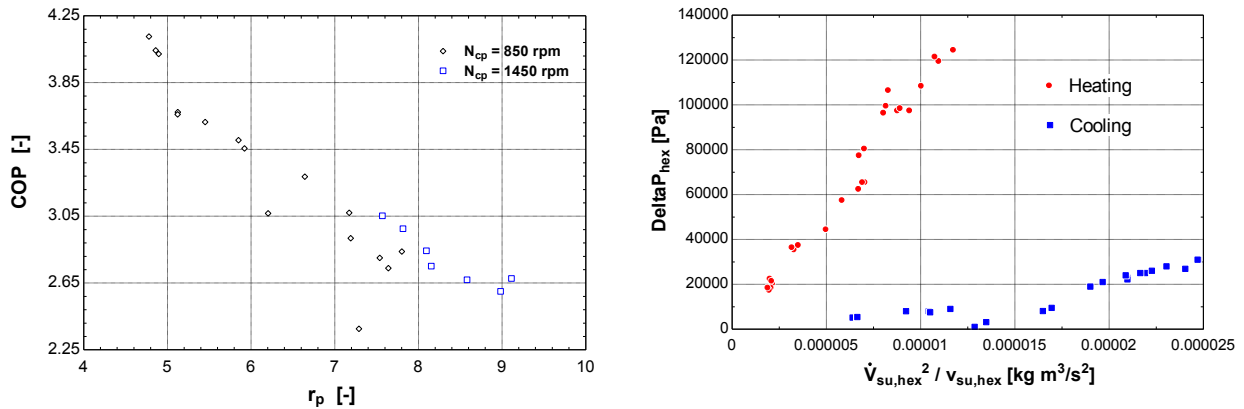 4.25
3.85
3.45
3.05
2.65
2.25
COP [-]
4 5 6 7 8 9 10
r_p [-]
N_cp = 850 rpm
N_cp = 1450 rpm
140000
120000
100000
80000
60000
40000
20000
0
DeltaP_hex [Pa]
0 0.000005 0.00001 0.000015 0.00002 0.000025
V̇_su,hex² / v_su,hex [kg m³/s²]
Heating
Cooling